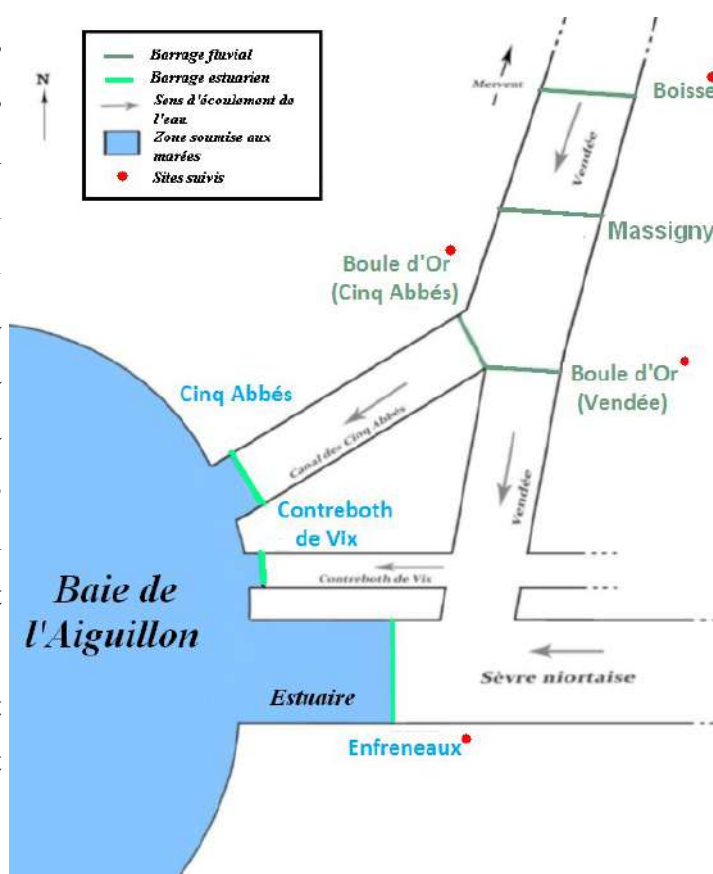 Barrage fluvial
Barrage estuarien
Sens d'écoulement de
l'eau
Zone soumise aux
marées
Sites suivis
N
Mervent
Boisse
Vendée
Massigny
Boule d'Or
(Cinq Abbés)
Boule d'Or
(Vendée)
Cinq Abbés
Canal des Cinq Abbés
Vendée
Contreboth
de Vix
Contreboth de Vix
Baie de
l'Aiguillon
Sèvre niortaise
Estuaire
Enfreneaux